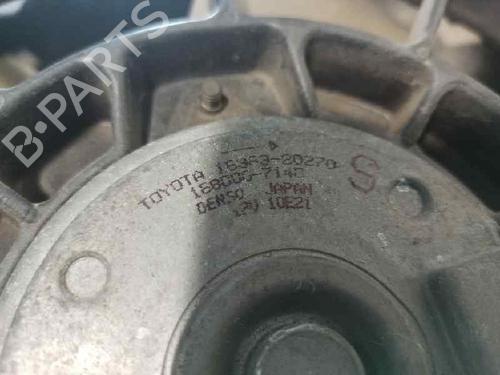 B-PARTS
TOYOTA 16363-20270
168000-7140
S
DENSO JAPAN
12V 10E21